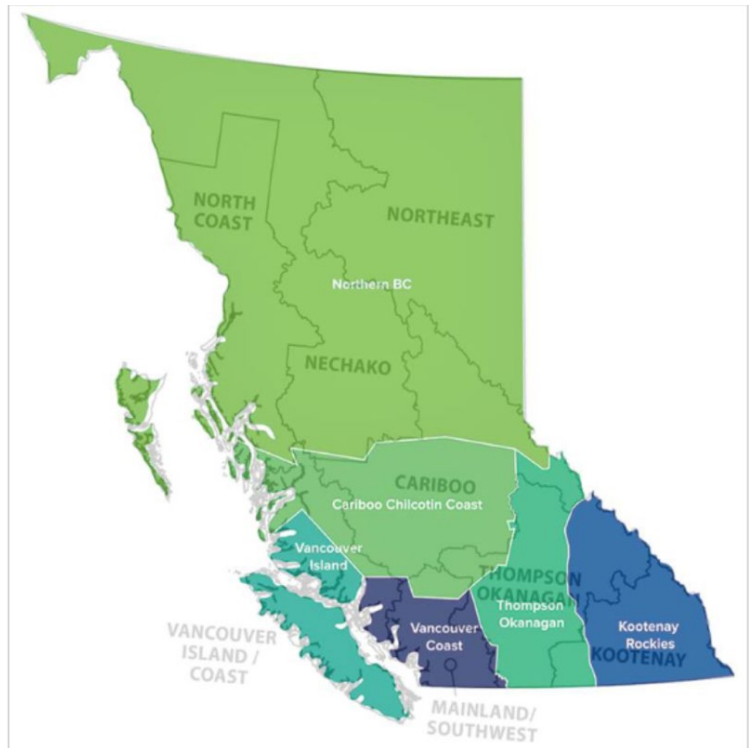 NORTH
COAST
NORTHEAST
Northern BC
NECHAKO
CARIBOO
Cariboo Chilcotin Coast
Vancouver
Island
THOMPSON
OKANAGAN
Thompson
Okanagan
VANCOUVER
ISLAND /
COAST
Vancouver
Coast
Kootenay
Rockies
KOOTENAY
MAINLAND/
SOUTHWEST